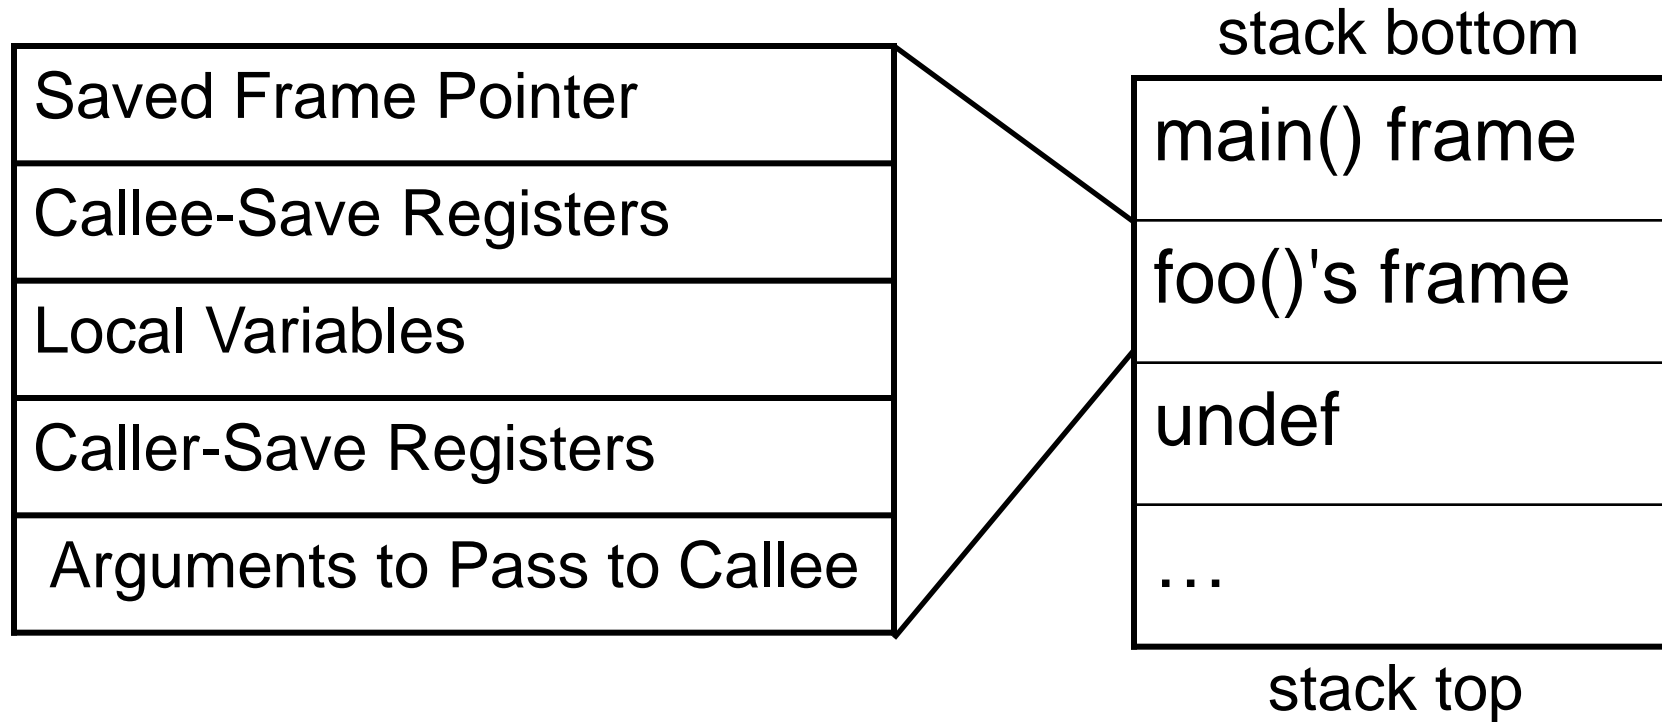 Saved Frame Pointer
Callee-Save Registers
Local Variables
Caller-Save Registers
Arguments to Pass to Callee
stack bottom
main() frame
foo()'s frame
undef
…
stack top